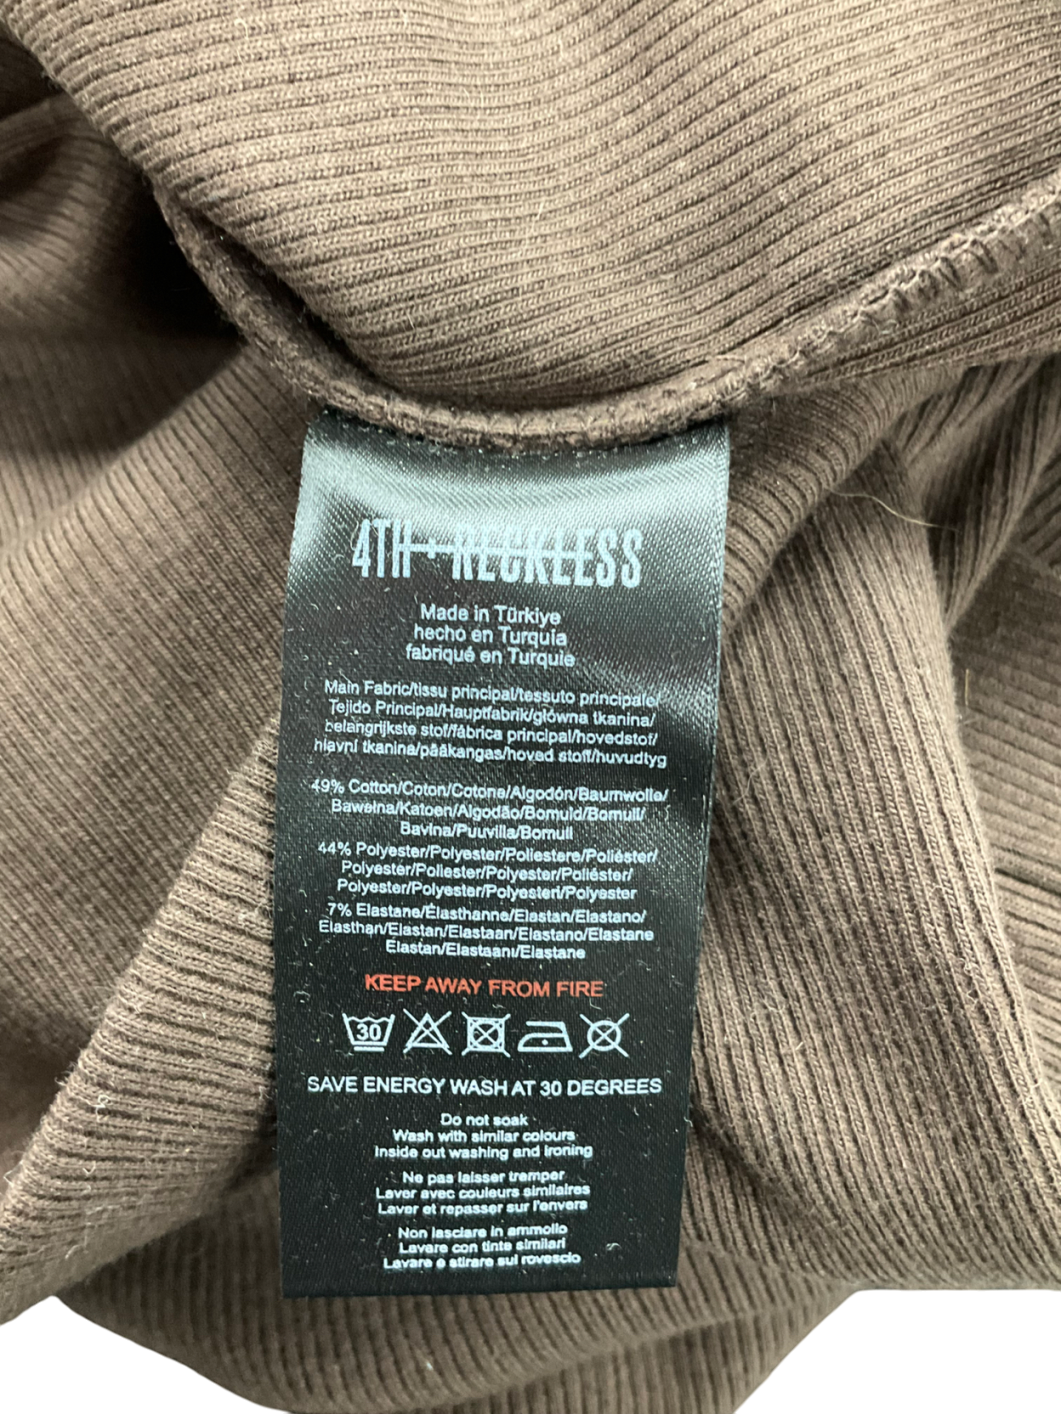 4TH + RECKLESS
Made in Türkiye
hecho en Turquia
fabriqué en Turquie
Main Fabric/tissu principal/tessuto principale/
Tejido Principal/Hauptfabrik/główna tkanina/
belangrijkste stof/fábrica principal/hovedstof/
hlavní tkanina/pääkangas/hoved stoff/huvudtyg
49% Cotton/Coton/Cotone/Algodón/Baumwolle/
Bawełna/Katoen/Algodão/Bomuld/Bomull/
Bavlna/Puuvilla/Bomull
44% Polyester/Polyester/Poliestere/Poliéster/
Polyester/Poliester/Polyester/Poliéster/
Polyester/Polyester/Polyesteri/Polyester
7% Elastane/Élasthanne/Elastan/Elastano/
Elasthan/Elastan/Elastaan/Elastano/Elastane
Elastan/Elastaani/Elastane
KEEP AWAY FROM FIRE
30
SAVE ENERGY WASH AT 30 DEGREES
Do not soak
Wash with similar colours
Inside out washing and ironing
Ne pas laisser tremper
Laver avec couleurs similaires
Laver et repasser sur l'envers
Non lasciare in ammollo
Lavare con tinte similari
Lavare e stirare sul rovescio